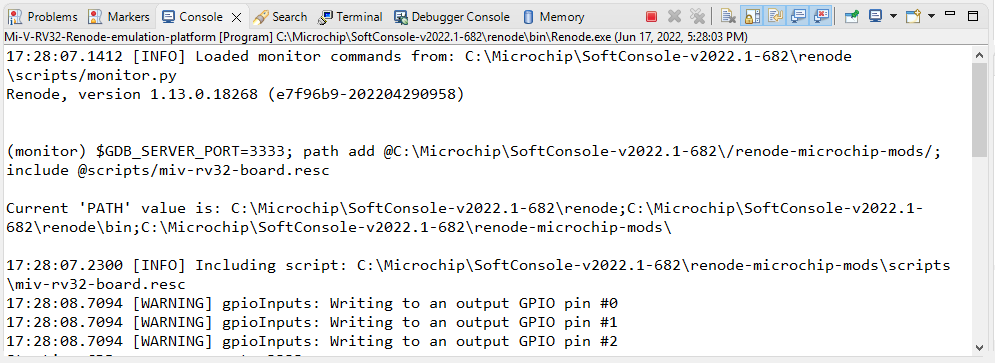 Problems Markers Console Search Terminal Debugger Console Memory
Mi-V-RV32-Renode-emulation-platform [Program] C:\Microchip\SoftConsole-v2022.1-682\renode\bin\Renode.exe (Jun 17, 2022, 5:28:03 PM)
17:28:07.1412 [INFO] Loaded monitor commands from: C:\Microchip\SoftConsole-v2022.1-682\renode
\scripts/monitor.py
Renode, version 1.13.0.18268 (e7f96b9-202204290958)
(monitor) $GDB_SERVER_PORT=3333; path add @C:\Microchip\SoftConsole-v2022.1-682\/renode-microchip-mods/;
include @scripts/miv-rv32-board.resc
Current 'PATH' value is: C:\Microchip\SoftConsole-v2022.1-682\renode;C:\Microchip\SoftConsole-v2022.1-
682\renode\bin;C:\Microchip\SoftConsole-v2022.1-682\renode-microchip-mods\
17:28:07.2300 [INFO] Including script: C:\Microchip\SoftConsole-v2022.1-682\renode-microchip-mods\scripts
\miv-rv32-board.resc
17:28:08.7094 [WARNING] gpioInputs: Writing to an output GPIO pin #0
17:28:08.7094 [WARNING] gpioInputs: Writing to an output GPIO pin #1
17:28:08.7094 [WARNING] gpioInputs: Writing to an output GPIO pin #2